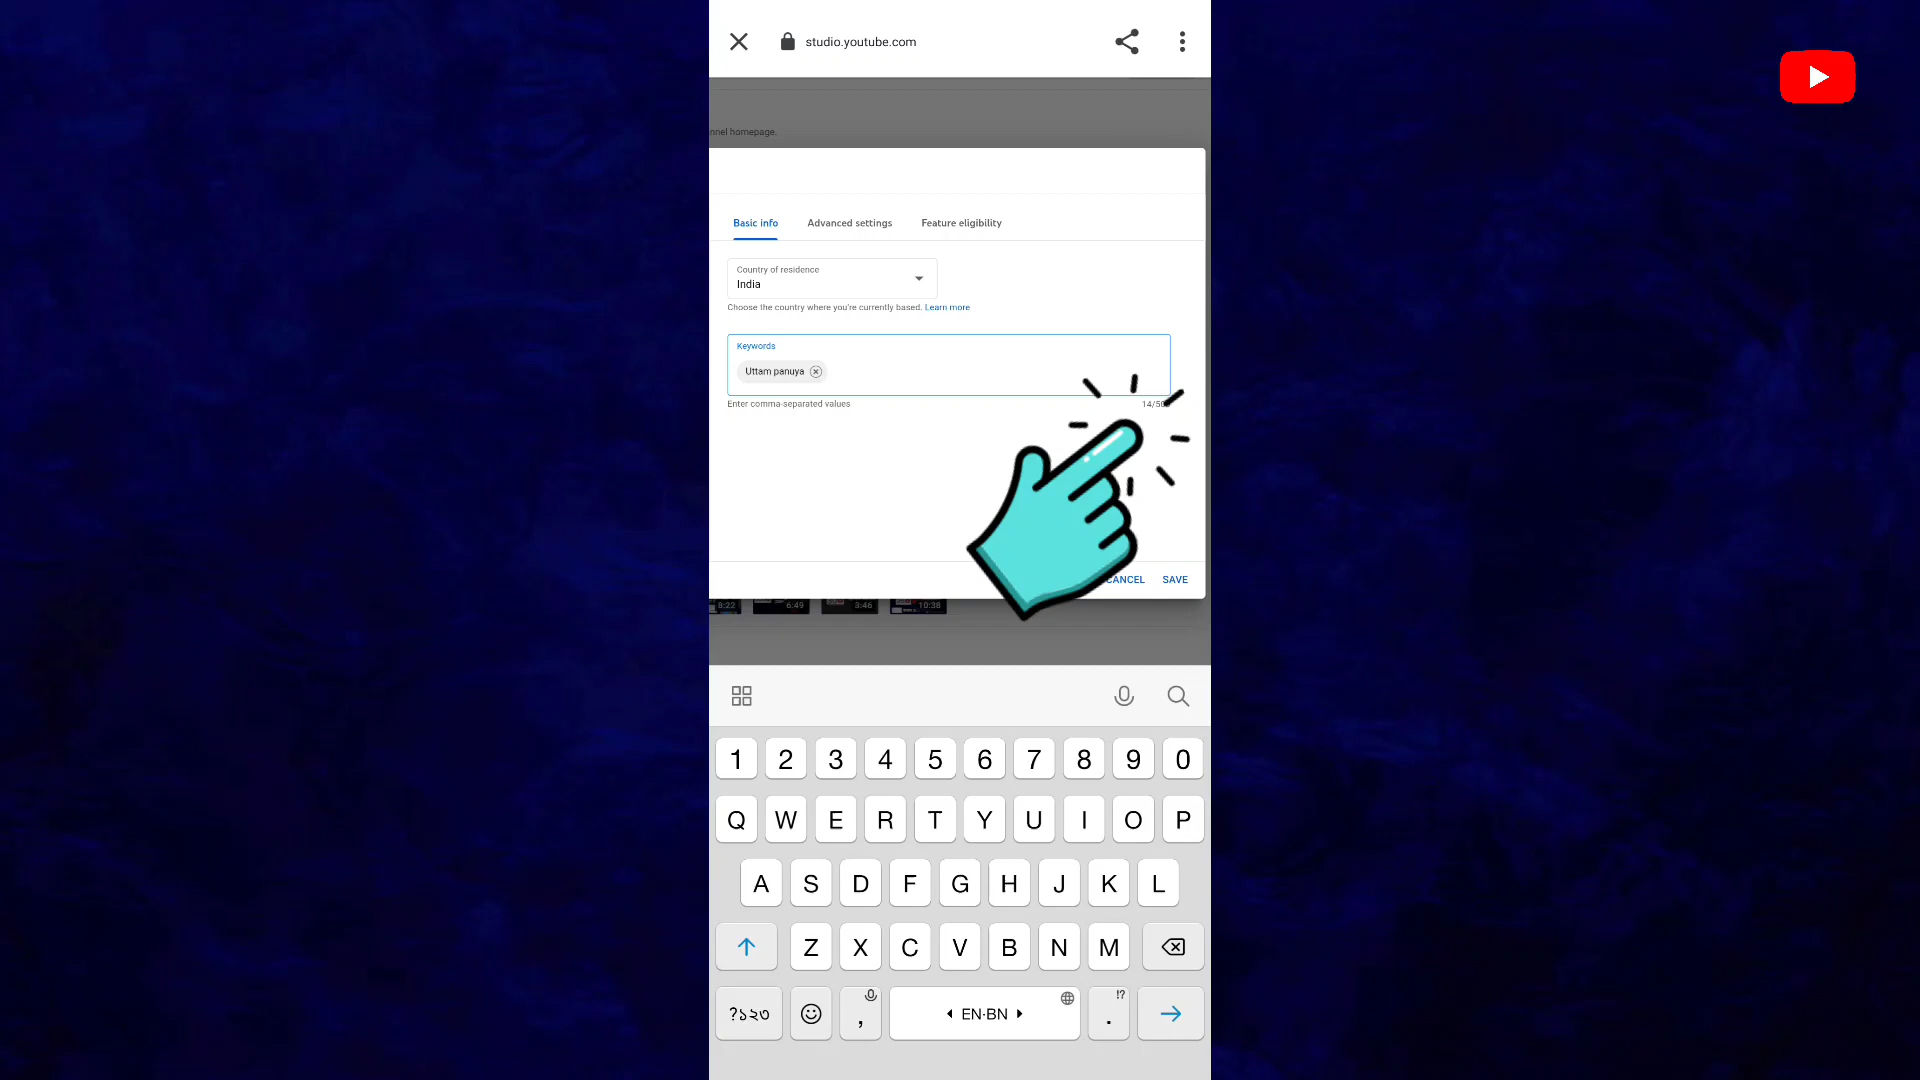 studio.youtube.com
nnel homepage.
Basic info Advanced settings Feature eligibility
Country of residence
India
Choose the country where you're currently based. Learn more
Keywords
Uttam panuya
Enter comma-separated values
CANCEL SAVE
8:22 6:49 3:46 10:38
1 2 3 4 5 6 7 8 9 0
Q W E R T Y U I O P
A S D F G H J K L
Z X C V B N M
?১২৩ , EN·BN !? .